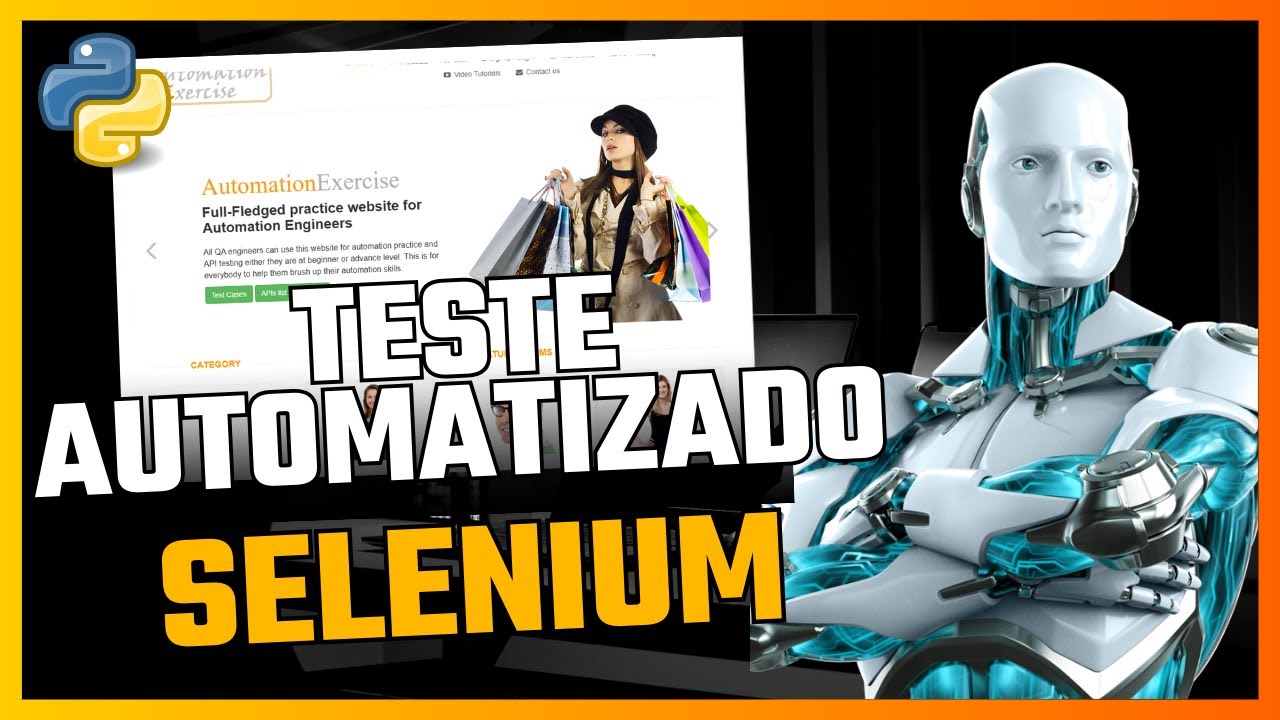 Video Tutorials Contact us
Automation
Exercise
AutomationExercise
Full-Fledged practice website for
Automation Engineers
All QA engineers can use this website for automation practice and
API testing either they are at beginner or advance level. This is for
everybody to help them brush up their automation skills.
Test Cases APIs list
TESTE
CATEGORY
AUTOMATIZADO
SELENIUM